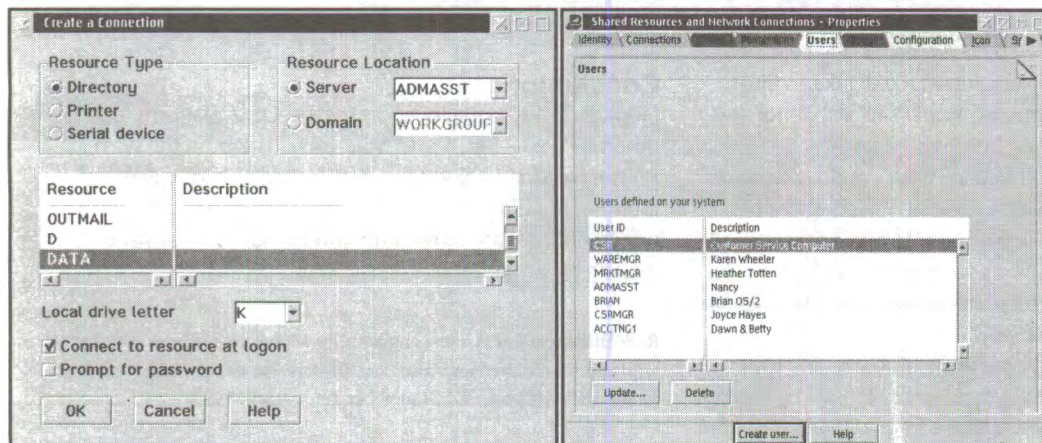 Create a Connection
Resource Type
Directory
Printer
Serial device
Resource Location
Server ADMASST
Domain WORKGROUP
Resource Description
OUTMAIL
D
DATA
Local drive letter K
Connect to resource at logon
Prompt for password
OK Cancel Help
Shared Resources and Network Connections - Properties
Identity Connections Users Configuration Icon
Users
Users defined on your system
User ID Description
CSR Customer Service Computer
WAREMGR Karen Wheeler
MRKTMGR Heather Totten
ADMASST Nancy
BRIAN Brian OS/2
CSRMGR Joyce Hayes
ACCTNG1 Dawn & Betty
Update... Delete
Create user... Help